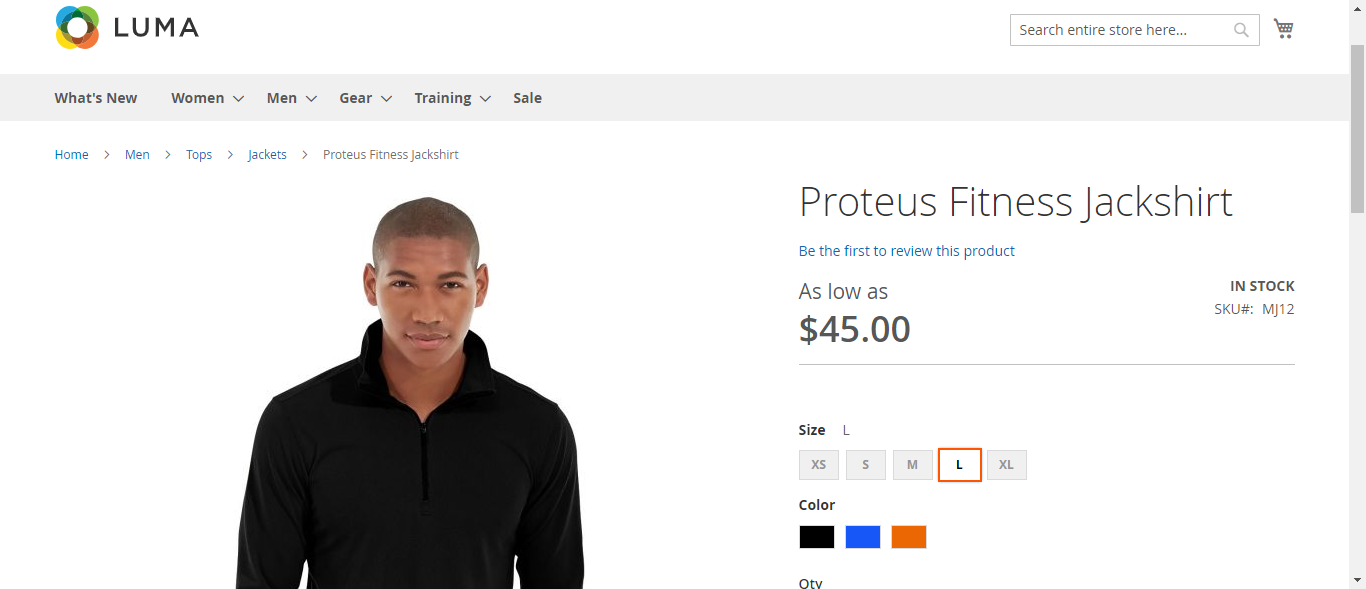 LUMA
Search entire store here...
What's New Women Men Gear Training Sale
Home Men Tops Jackets Proteus Fitness Jackshirt
Proteus Fitness Jackshirt
Be the first to review this product
As low as
$45.00
IN STOCK
SKU#: MJ12
Size L
XS S M L XL
Color
Qty